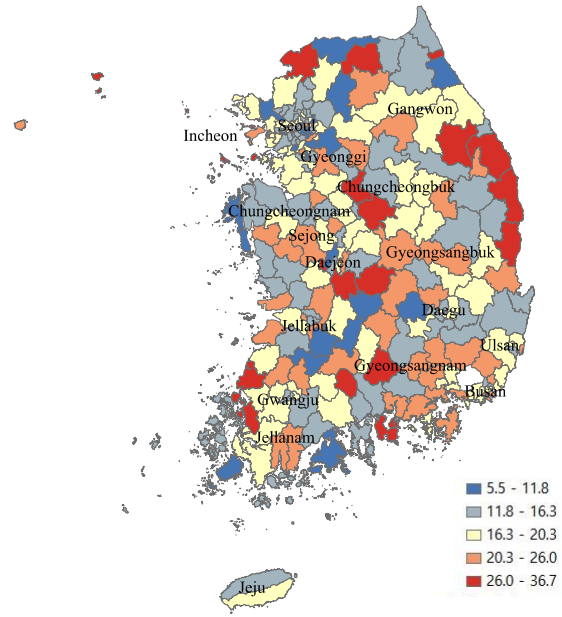 Gangwon
Seoul
Incheon
Gyeonggi
Chungcheongbuk
Chungcheongnam
Sejong
Gyeongsangbuk
Daejeon
Daegu
Jellabuk
Ulsan
Gyeongsangnam
Busan
Gwangju
Jellanam
Jeju
5.5 - 11.8
11.8 - 16.3
16.3 - 20.3
20.3 - 26.0
26.0 - 36.7